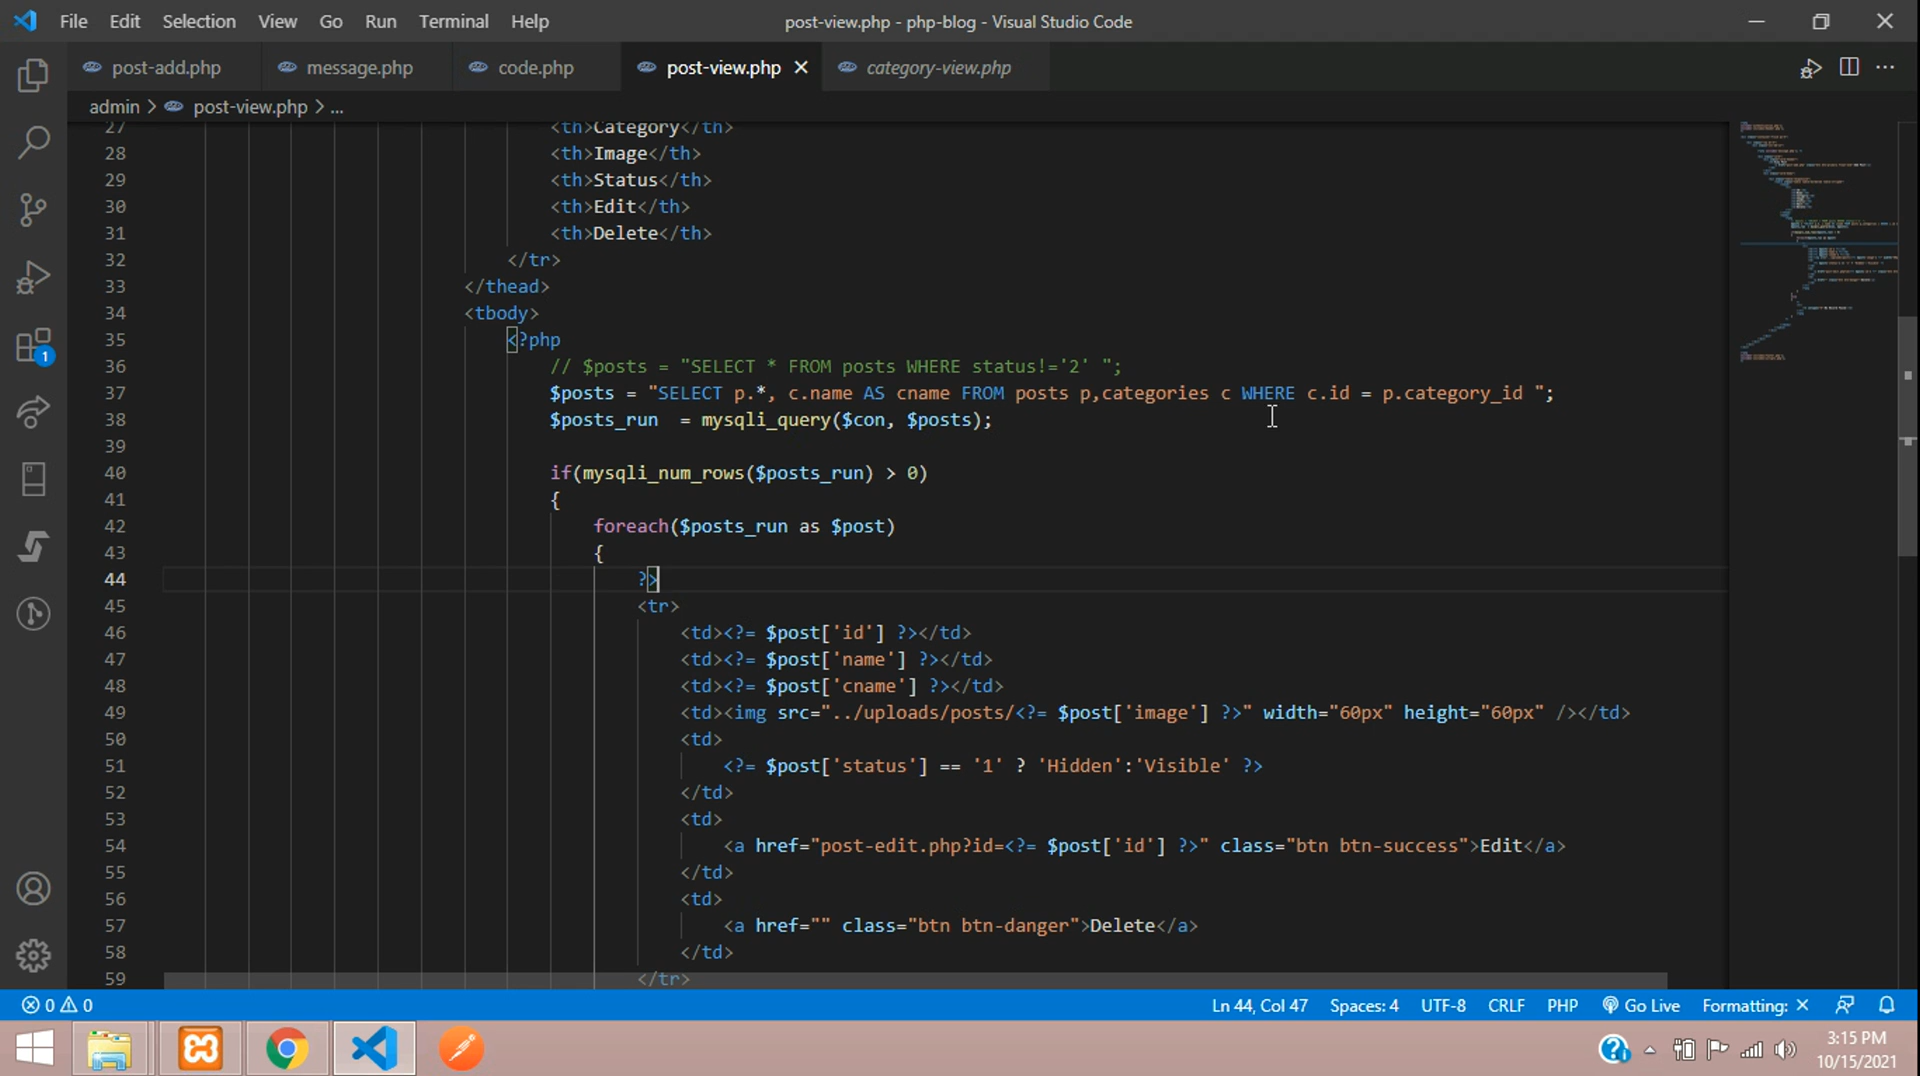 File Edit Selection View Go Run Terminal Help post-view.php - php-blog - Visual Studio Code
post-add.php message.php code.php post-view.php category-view.php
admin > post-view.php > ...
27 <th>Category</th>
28 <th>Image</th>
29 <th>Status</th>
30 <th>Edit</th>
31 <th>Delete</th>
32 </tr>
33 </thead>
34 <tbody>
35 <?php
36 // $posts = "SELECT * FROM posts WHERE status!='2' ";
37 $posts = "SELECT p.*, c.name AS cname FROM posts p,categories c WHERE c.id = p.category_id ";
38 $posts_run  = mysqli_query($con, $posts);
39
40 if(mysqli_num_rows($posts_run) > 0)
41 {
42 foreach($posts_run as $post)
43 {
44 ?>
45 <tr>
46 <td><?= $post['id'] ?></td>
47 <td><?= $post['name'] ?></td>
48 <td><?= $post['cname'] ?></td>
49 <td><img src="../uploads/posts/<?= $post['image'] ?>" width="60px" height="60px" /></td>
50 <td>
51 <?= $post['status'] == '1' ? 'Hidden':'Visible' ?>
52 </td>
53 <td>
54 <a href="post-edit.php?id=<?= $post['id'] ?>" class="btn btn-success">Edit</a>
55 </td>
56 <td>
57 <a href="" class="btn btn-danger">Delete</a>
58 </td>
59 </tr>
1
0 0 Ln 44, Col 47 Spaces: 4 UTF-8 CRLF PHP Go Live Formatting: ×
3:15 PM
10/15/2021